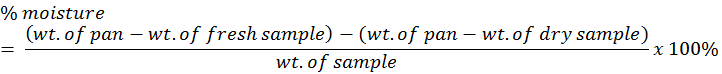 % moisture
= (wt. of pan − wt. of fresh sample) − (wt. of pan − wt. of dry sample)
wt. of sample
x 100%